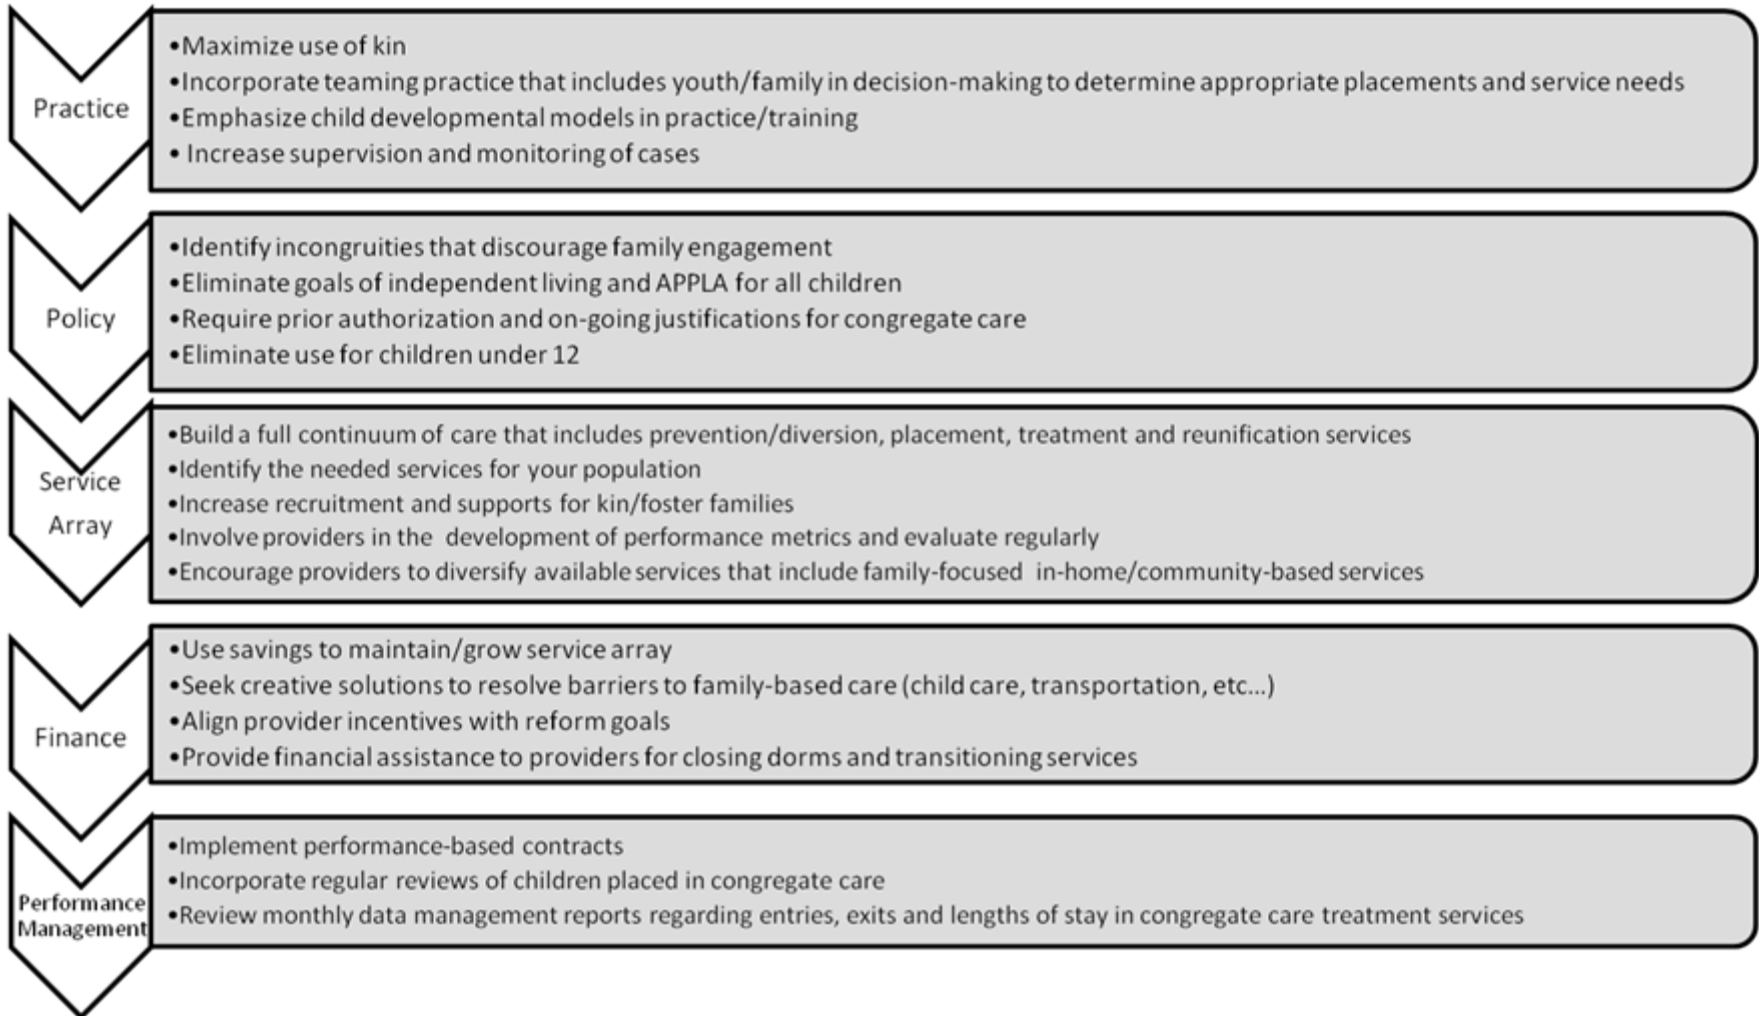 Practice
•Maximize use of kin
•Incorporate teaming practice that includes youth/family in decision-making to determine appropriate placements and service needs
•Emphasize child developmental models in practice/training
• Increase supervision and monitoring of cases
Policy
•Identify incongruities that discourage family engagement
•Eliminate goals of independent living and APPLA for all children
•Require prior authorization and on-going justifications for congregate care
•Eliminate use for children under 12
Service
Array
•Build a full continuum of care that includes prevention/diversion, placement, treatment and reunification services
•Identify the needed services for your population
•Increase recruitment and supports for kin/foster families
•Involve providers in the development of performance metrics and evaluate regularly
•Encourage providers to diversify available services that include family-focused in-home/community-based services
Finance
•Use savings to maintain/grow service array
•Seek creative solutions to resolve barriers to family-based care (child care, transportation, etc...)
•Align provider incentives with reform goals
•Provide financial assistance to providers for closing dorms and transitioning services
Performance
Management
•Implement performance-based contracts
•Incorporate regular reviews of children placed in congregate care
•Review monthly data management reports regarding entries, exits and lengths of stay in congregate care treatment services